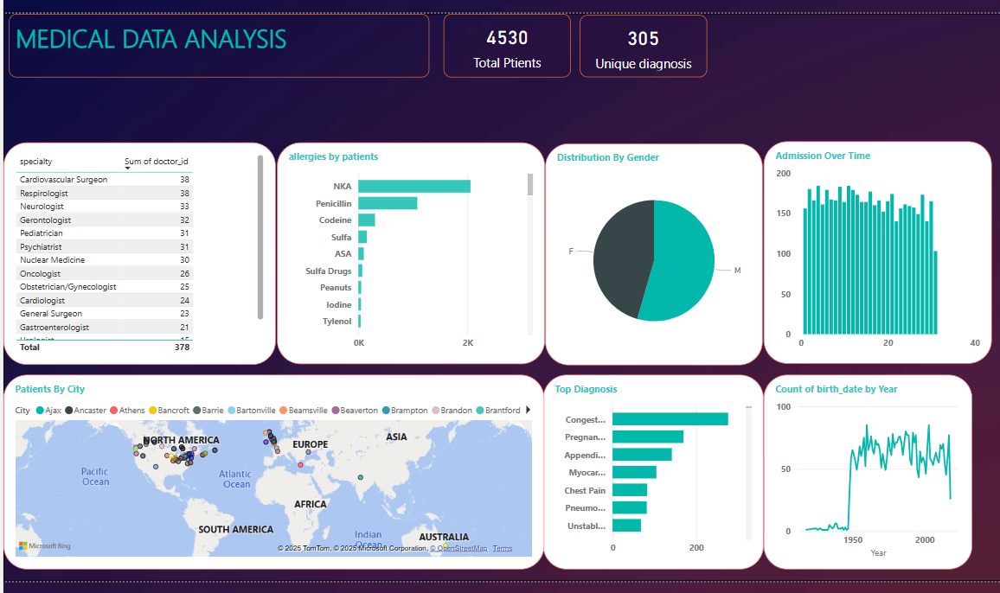 MEDICAL DATA ANALYSIS
4530
Total Ptients
305
Unique diagnosis
specialty Sum of doctor_id
Cardiovascular Surgeon 38
Respirologist 38
Neurologist 33
Gerontologist 32
Pediatrician 31
Psychiatrist 31
Nuclear Medicine 30
Oncologist 26
Obstetrician/Gynecologist 25
Cardiologist 24
General Surgeon 23
Gastroenterologist 21
Urologist 15
Total 378
allergies by patients
NKA
Penicillin
Codeine
Sulfa
ASA
Sulfa Drugs
Peanuts
Iodine
Tylenol
0K 2K
Distribution By Gender
F
M
Admission Over Time
200
150
100
50
0
0 20 40
Patients By City
City Ajax Ancaster Athens Bancroft Barrie Bartonville Beamsville Beaverton Brampton Brandon Brantford
NORTH AMERICA
ASIA
EUROPE
Pacific
Ocean
Atlantic
Ocean
AFRICA
SOUTH AMERICA
Indian
Ocean
AUSTRALIA
Microsoft Bing
© 2025 TomTom, © 2025 Microsoft Corporation, © OpenStreetMap Terms
Top Diagnosis
Congest...
Pregnan...
Appendi...
Myocar...
Chest Pain
Pneumo...
Unstabl...
0 200
Count of birth_date by Year
100
50
0
1950 2000
Year